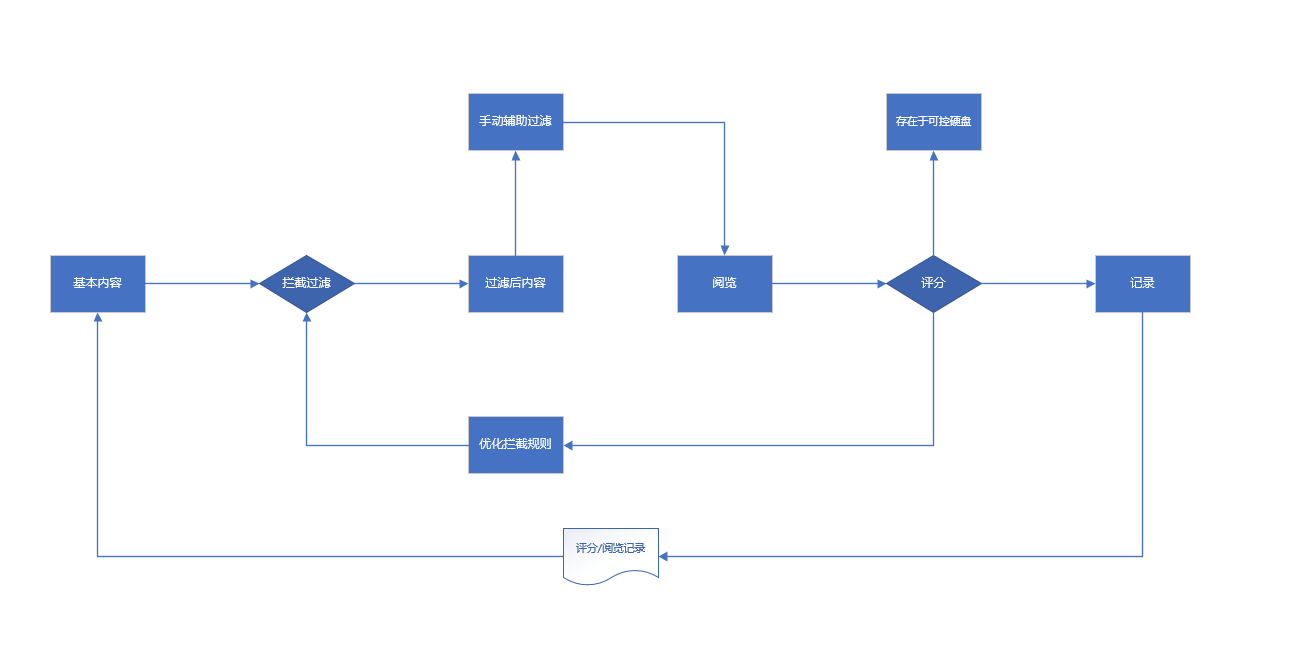 手动辅助过滤
存在于可控硬盘
基本内容
拦截过滤
过滤后内容
阅览
评分
记录
优化拦截规则
评分/阅览记录